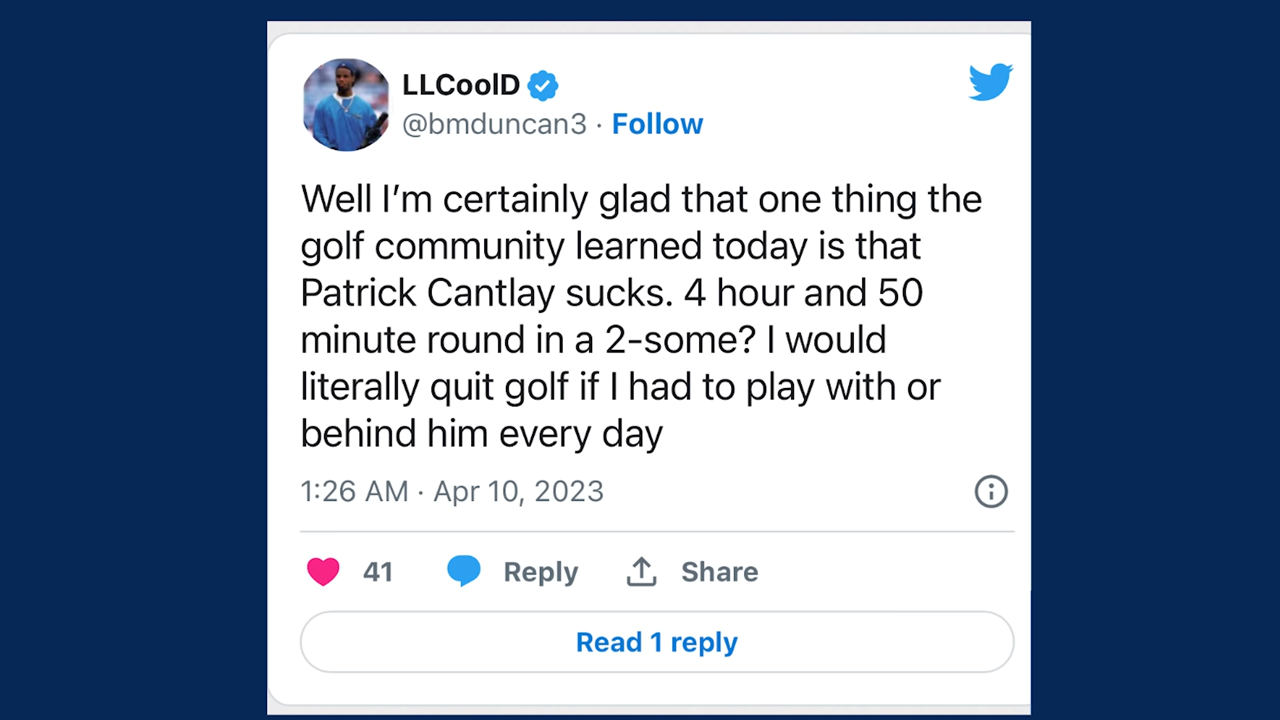 LLCoolD
@bmduncan3 · Follow
Well I’m certainly glad that one thing the
golf community learned today is that
Patrick Cantlay sucks. 4 hour and 50
minute round in a 2-some? I would
literally quit golf if I had to play with or
behind him every day
1:26 AM · Apr 10, 2023
41 Reply Share
Read 1 reply